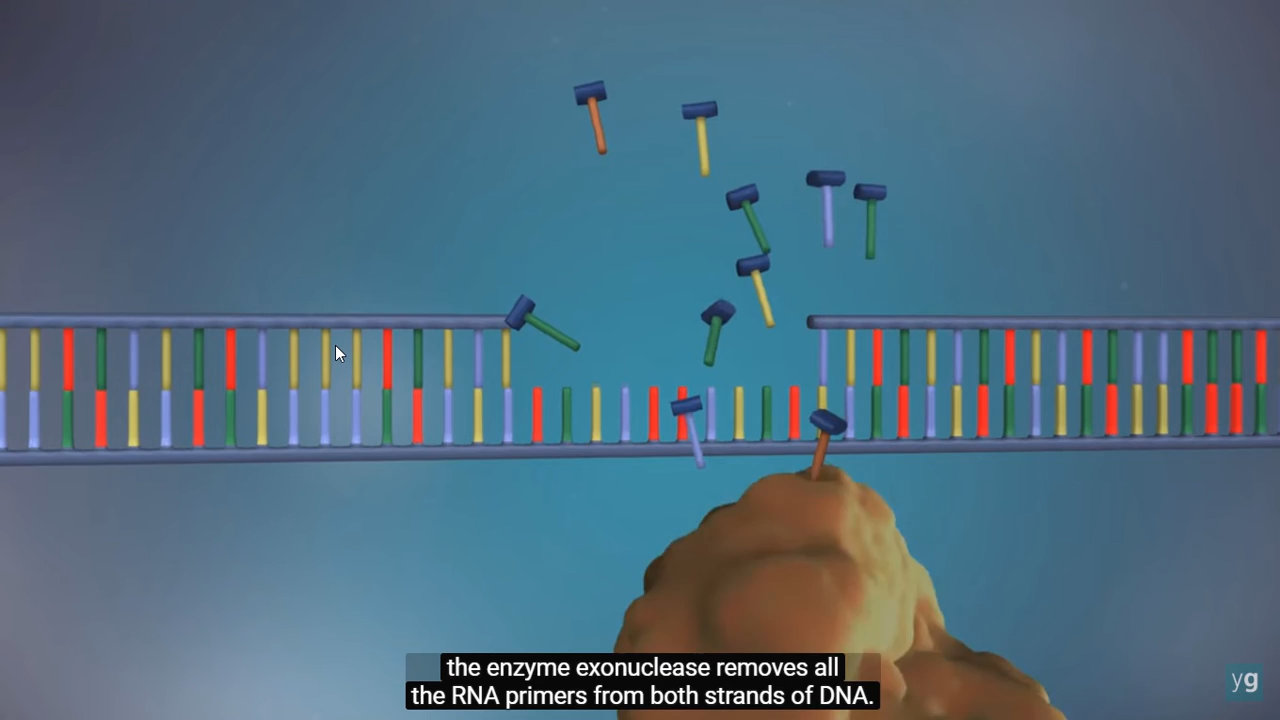 the enzyme exonuclease removes all
the RNA primers from both strands of DNA.
yg